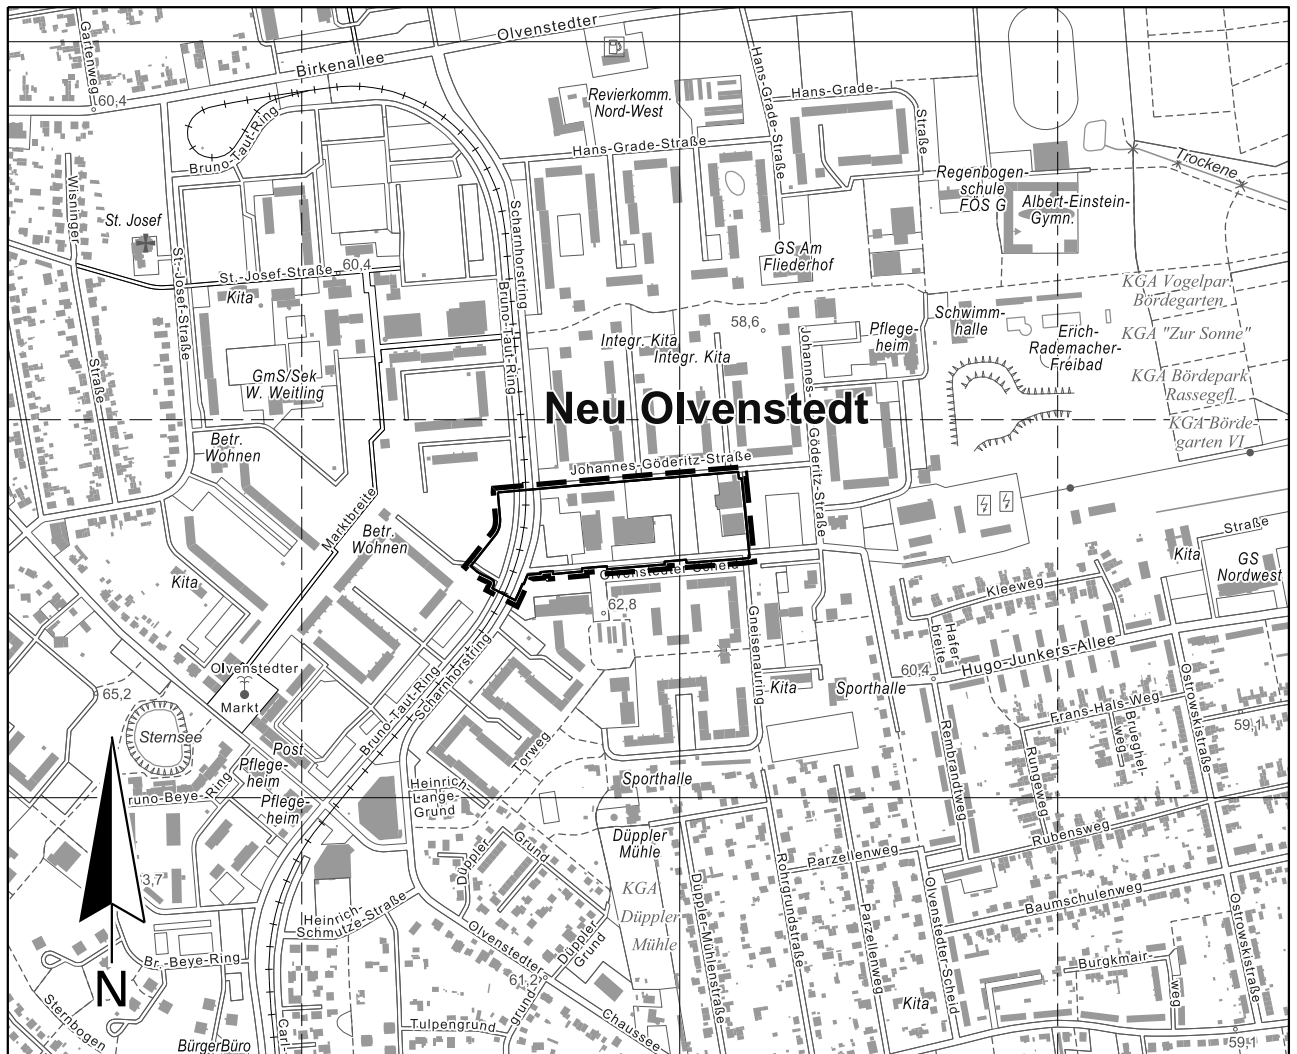 Olvenstedter
Gartenweg
Birkenallee
60,4
Revierkomm.
Nord-West
Hans-Grade-
Straße
Hans-Grade-Straße
Hans-Grade-Straße
Bruno-Taut-Ring
Trockene
Regenbogen-
schule
FÖS G
Albert-Einstein-
Gymn.
Wisninger
Straße
St. Josef
St.-Josef-Straße
St.-Josef-Straße
60,4
Kita
Scharnhorstring
Bruno-Taut-Ring
GS Am
Fliederhof
KGA Vogelpar.
Bördegarten
KGA "Zur Sonne"
KGA Bördepark
Rassegefl.
KGA Börde-
garten VI
Schwimm-
halle
Erich-
Rademacher-
Freibad
58,6
Integr. Kita
Integr. Kita
Johannes-
Göderitz-Straße
Pflege-
heim
GmS/Sek
W. Weitling
Neu Olvenstedt
Betr.
Wohnen
Johannes-Göderitz-Straße
Marktbreite
Betr.
Wohnen
Kita
Straße
Kita
GS
Nordwest
Olvenstedter Scheid
62,8
Kleeweg
Hafer-
breite
Hugo-Junkers-Allee
Gneisenauring
Olvenstedter
Markt
65,2
Sternsee
Bruno-Taut-Ring
Scharnhorstring
Kita
Sporthalle
60,4
Ostrowskistraße
Frans-Hals-Weg
Brueghel-
weg
59,1
Rungeweg
Rembrandtweg
Post
Pflege-
heim
Pflege-
heim
runo-Beye-Ring
Torweg
Heinrich-
Lange-
Grund
Sporthalle
Düppler
Mühle
Rubensweg
Parzellenweg
Düppler
Grund
KGA
Düppler
Mühle
Düppler-Mühlenstraße
Rohrgrundstraße
Parzellenweg
Olvenstedter-Scheid
Baumschulenweg
Ostrowskistraße
3,7
Heinrich-
Schmutze-Straße
Olvenstedter
Chaussee
Düppler
Grund
61,2
grund
Br.-Beye-Ring
N
Sternbogen
BürgerBüro
Carl-
Tulpengrund
Kita
Burgkmair-
weg
59,1